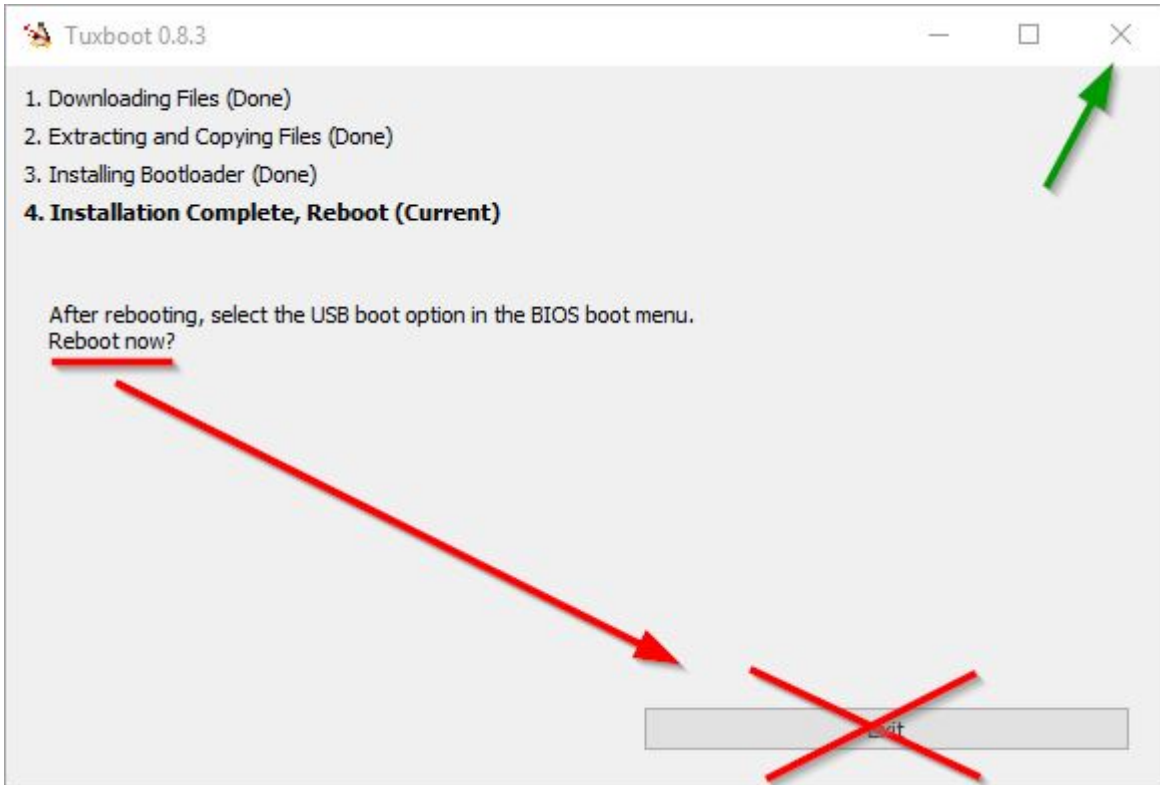 Tuxboot 0.8.3
1. Downloading Files (Done)
2. Extracting and Copying Files (Done)
3. Installing Bootloader (Done)
4. Installation Complete, Reboot (Current)
After rebooting, select the USB boot option in the BIOS boot menu.
Reboot now?
Exit